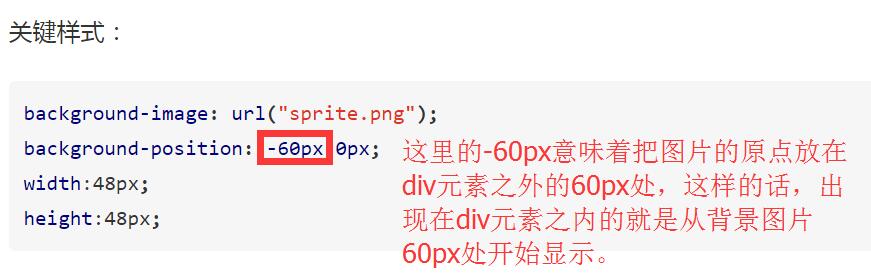 关键样式：
background-image: url("sprite.png");
background-position: -60px 0px;
width:48px;
height:48px;
这里的-60px意味着把图片的原点放在
div元素之外的60px处，这样的话，出
现在div元素之内的就是从背景图片
60px处开始显示。